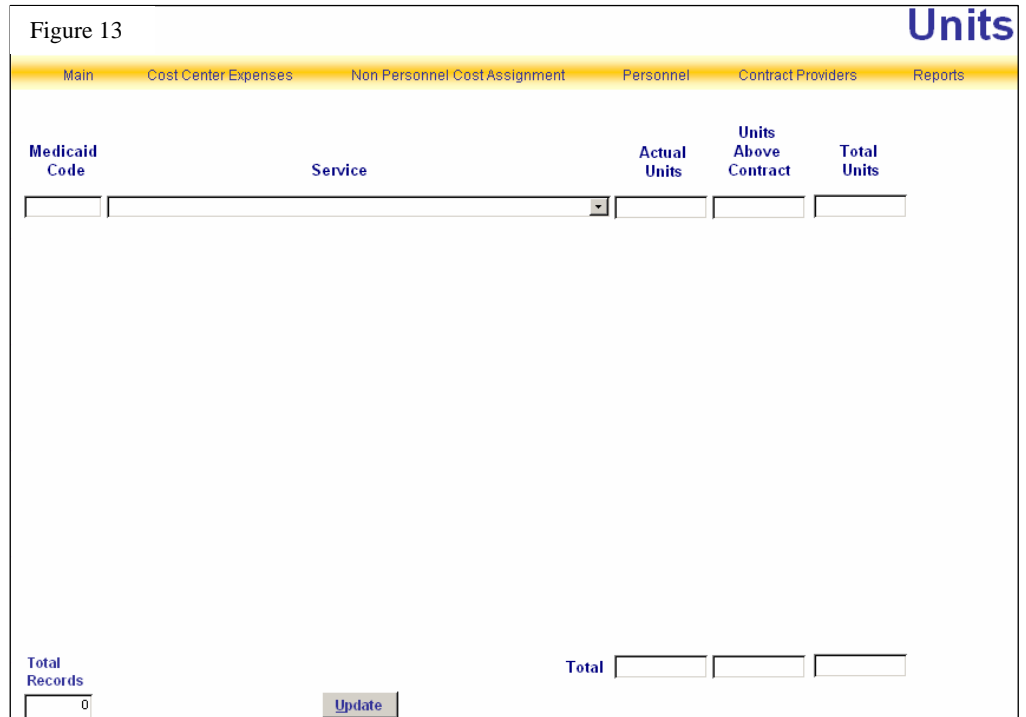 Figure 13
Units
Main Cost Center Expenses Non Personnel Cost Assignment Personnel Contract Providers Reports
Medicaid Code Service Actual Units Units Above Contract Total Units
Total Records Total
0 Update